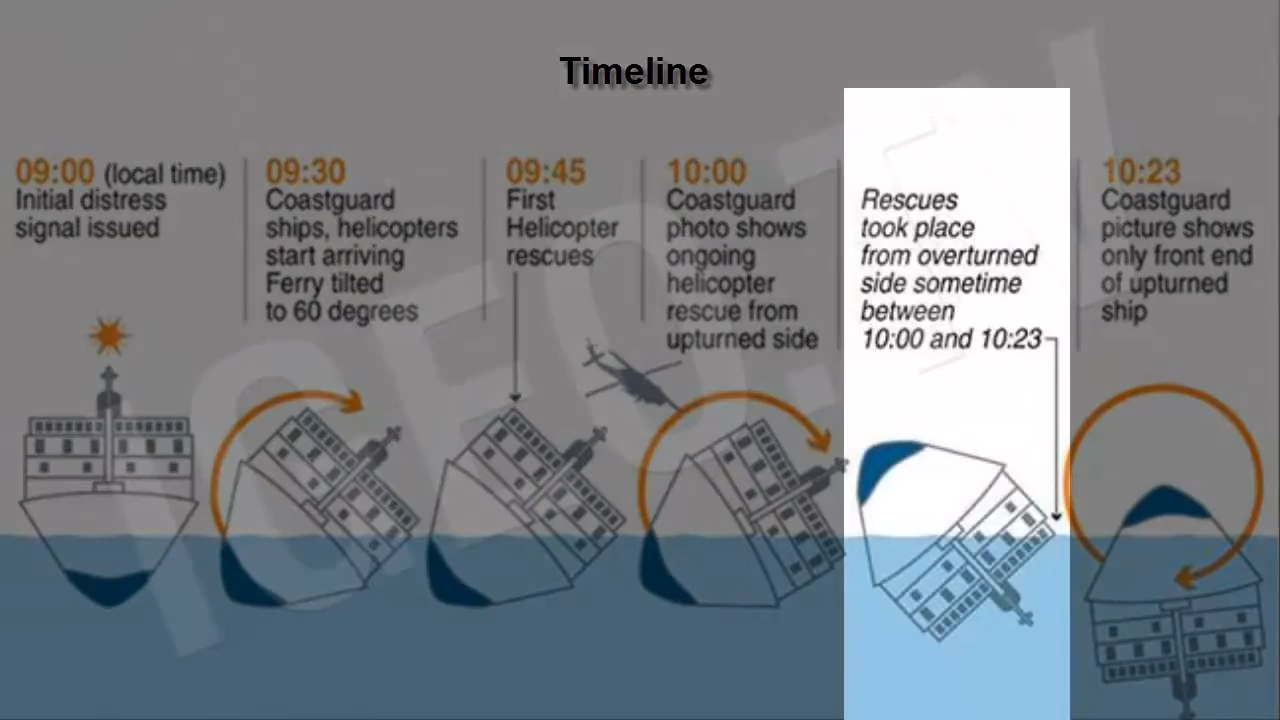 Timeline
09:00 (local time)
Initial distress
signal issued
09:30
Coastguard
ships, helicopters
start arriving
Ferry tilted
to 60 degrees
09:45
First
Helicopter
rescues
10:00
Coastguard
photo shows
ongoing
helicopter
rescue from
upturned side
Rescues
took place
from overturned
side sometime
between
10:00 and 10:23
10:23
Coastguard
picture shows
only front end
of upturned
ship